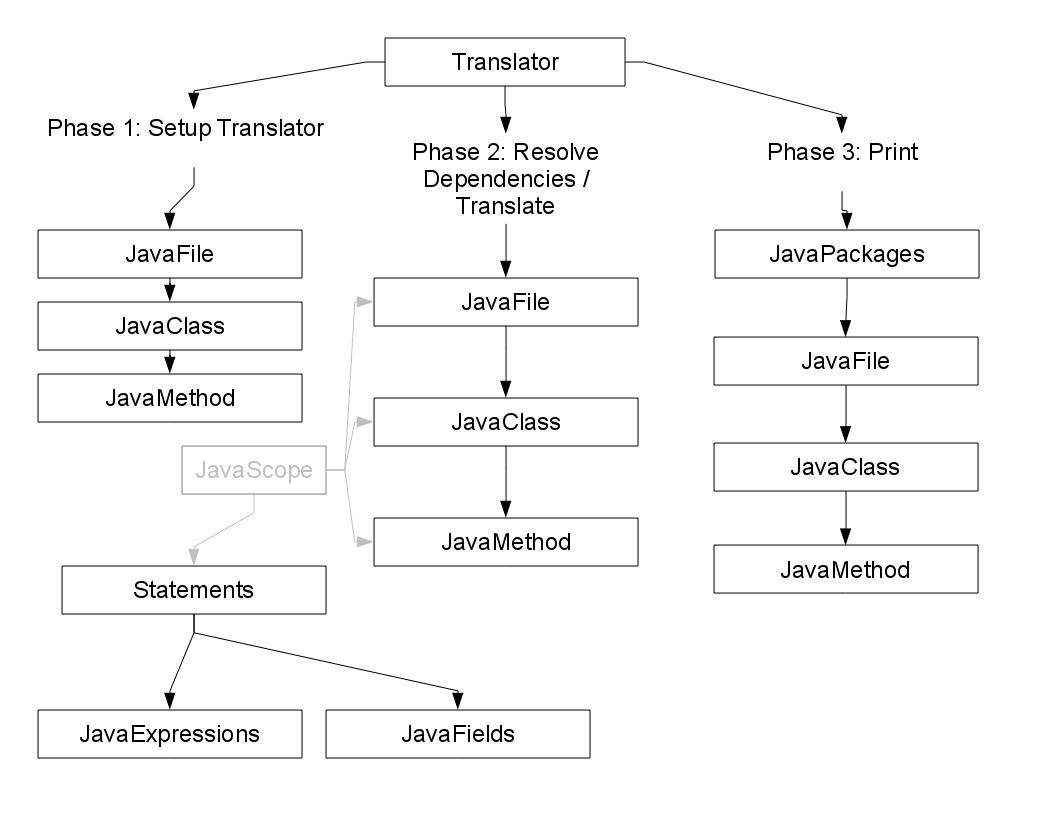 Translator
Phase 1: Setup Translator
JavaFile
JavaClass
JavaMethod
Phase 2: Resolve
Dependencies /
Translate
JavaFile
JavaClass
JavaMethod
Phase 3: Print
JavaPackages
JavaFile
JavaClass
JavaMethod
JavaScope
Statements
JavaExpressions
JavaFields